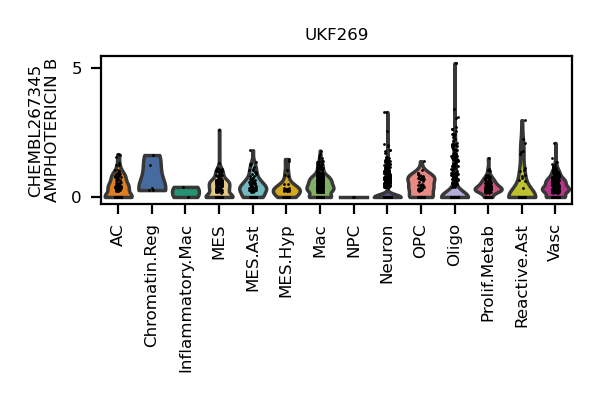 UKF269
CHEMBL267345
AMPHOTERICIN B
5
0
AC
Chromatin.Reg
Inflammatory.Mac
MES
MES.Ast
MES.Hyp
Mac
NPC
Neuron
OPC
Oligo
Prolif.Metab
Reactive.Ast
Vasc